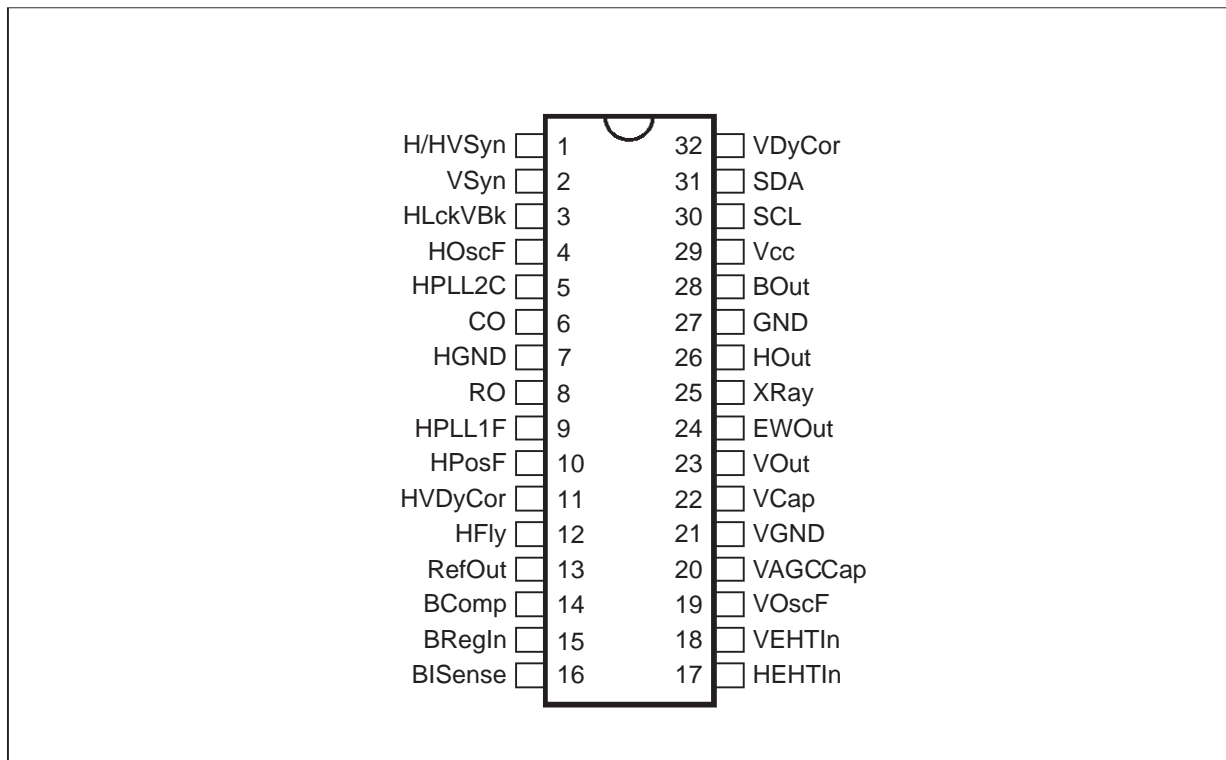 H/HVSyn 1 32 VDyCor
VSyn 2 31 SDA
HLckVBk 3 30 SCL
HOscF 4 29 Vcc
HPLL2C 5 28 BOut
CO 6 27 GND
HGND 7 26 HOut
RO 8 25 XRay
HPLL1F 9 24 EWOut
HPosF 10 23 VOut
HVDyCor 11 22 VCap
HFly 12 21 VGND
RefOut 13 20 VAGCCap
BComp 14 19 VOscF
BRegIn 15 18 VEHTIn
BISense 16 17 HEHTIn